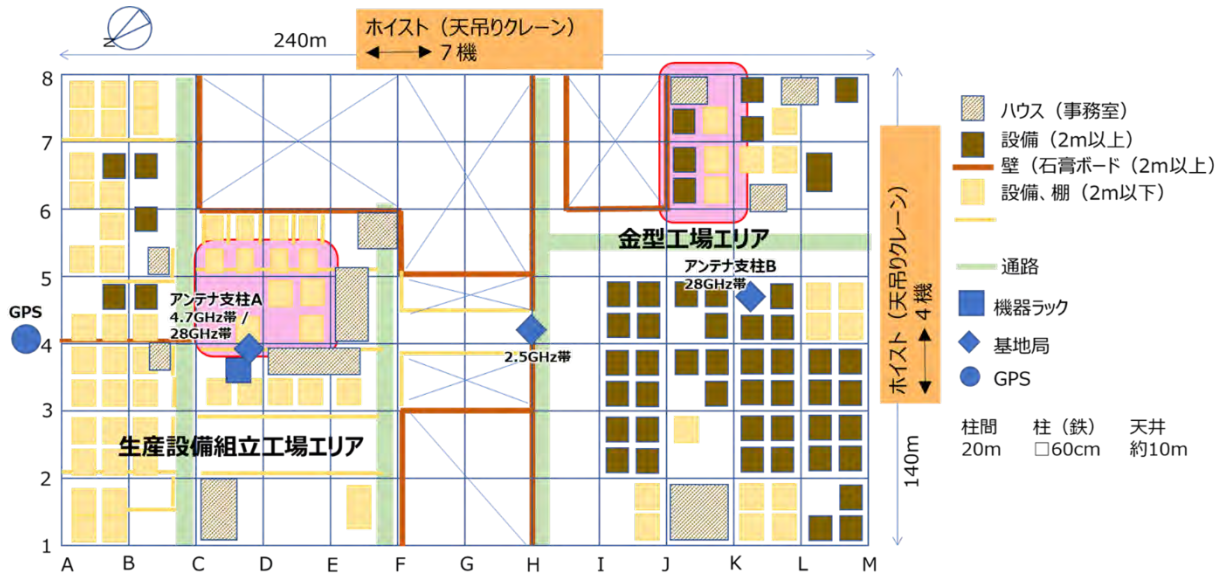 N
240m
ホイスト（天吊りクレーン）
7機
8
7
6
5
4
3
2
1
A
B
C
D
E
F
G
H
I
J
K
L
M
GPS
アンテナ支柱A
4.7GHz帯 /
28GHz帯
生産設備組立工場エリア
2.5GHz帯
金型工場エリア
アンテナ支柱B
28GHz帯
ホイスト（天吊りクレーン）
4機
140m
ハウス（事務室）
設備（2m以上）
壁（石膏ボード（2m以上）
設備、棚（2m以下）
通路
機器ラック
基地局
GPS
柱間 柱（鉄） 天井
20m □60cm 約10m